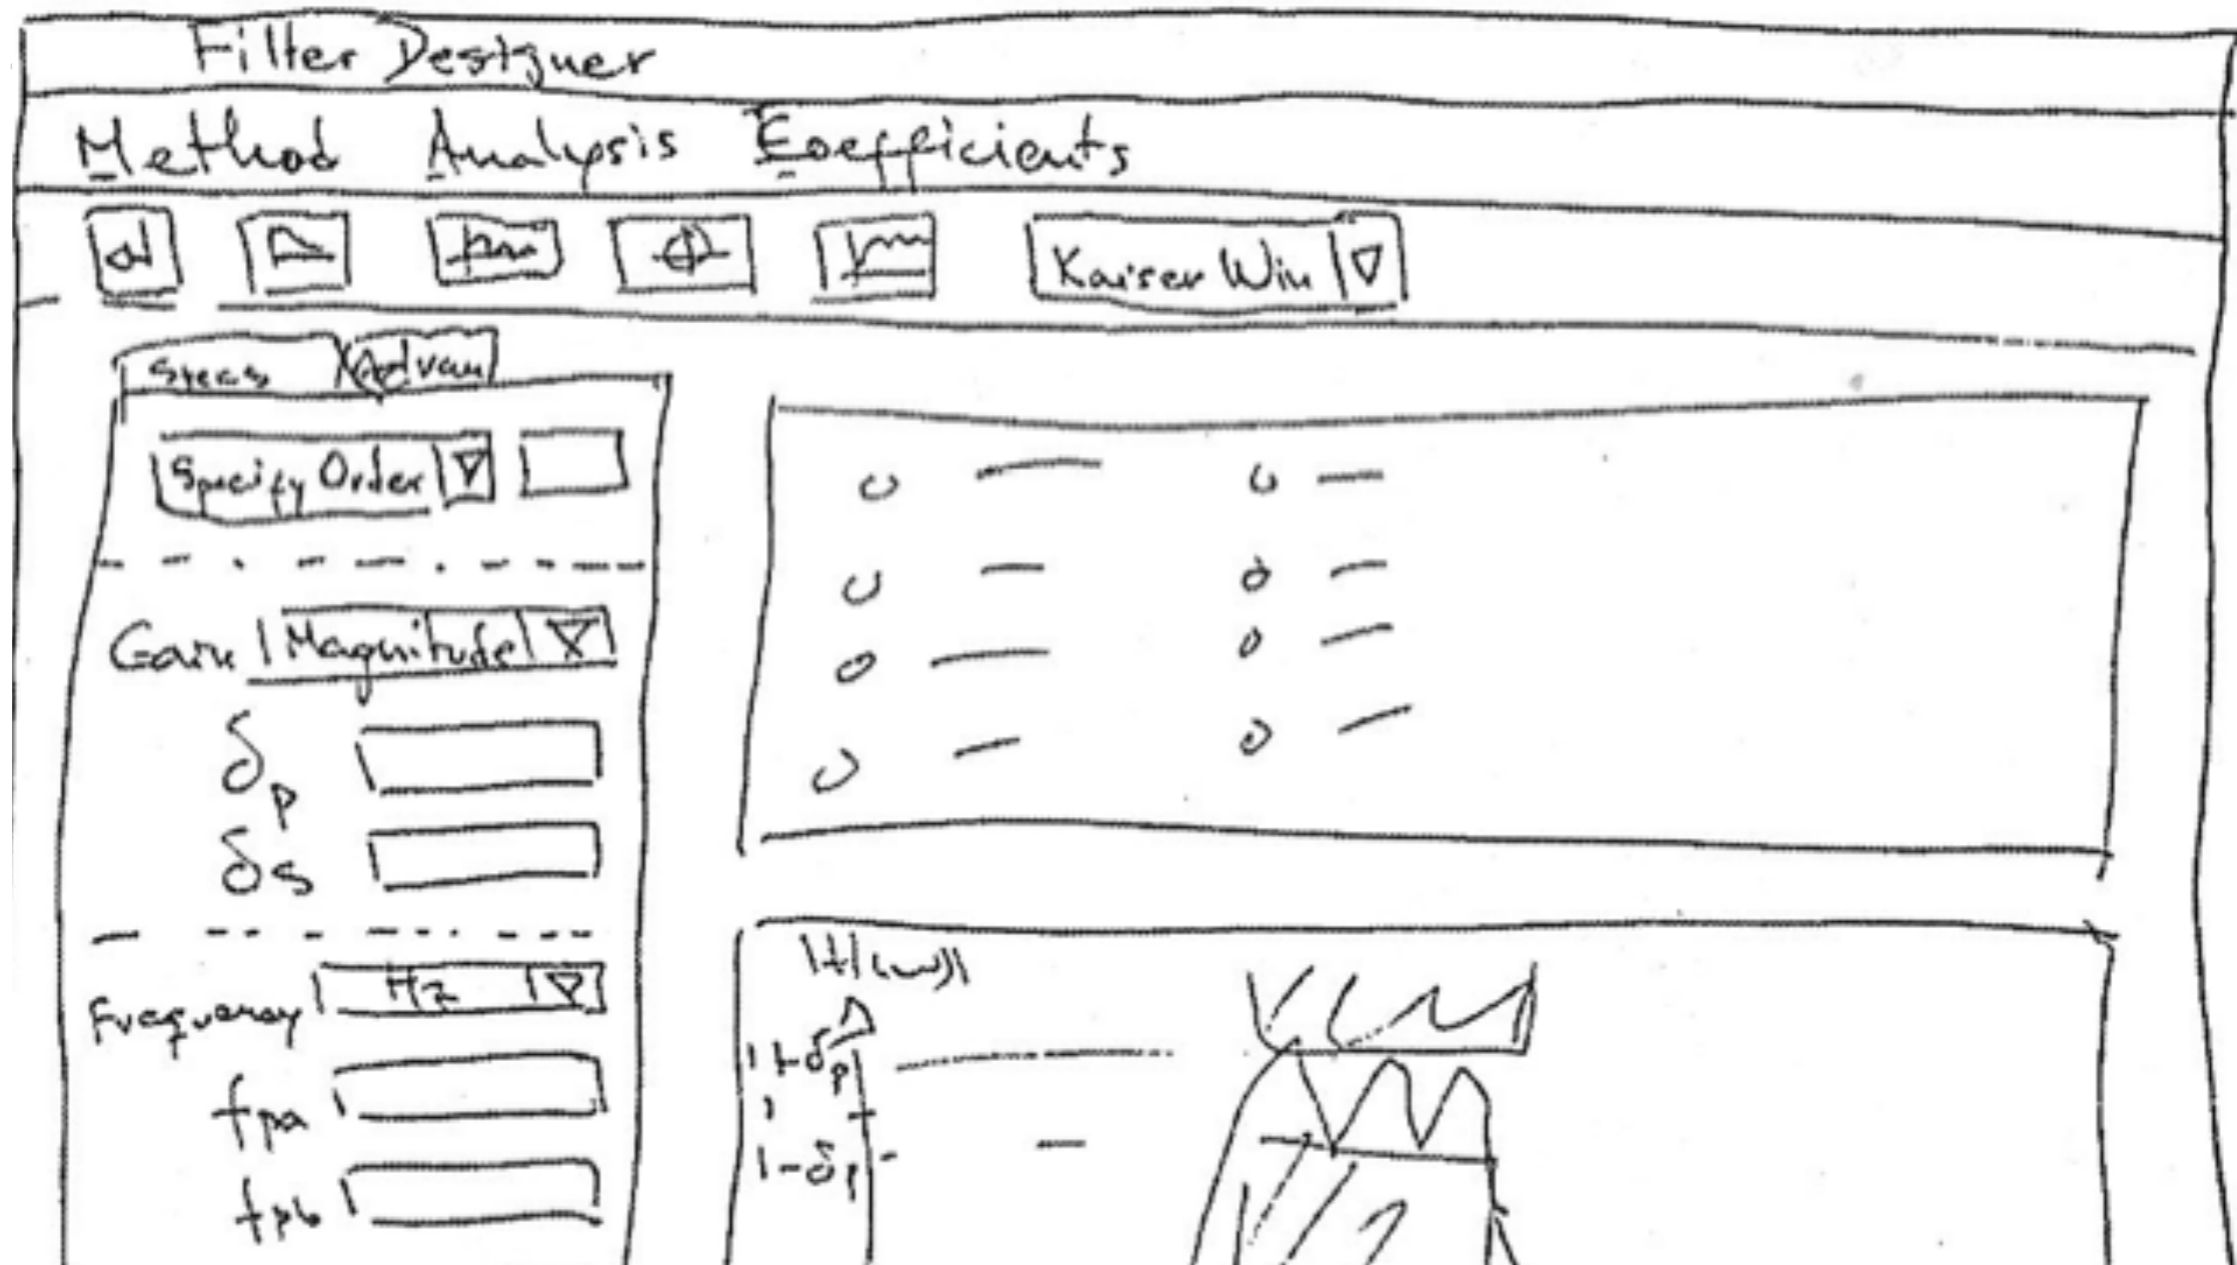 Filter Designer
Method Analysis Eoefficients
Kaiser Win
Specs Advan
Specify Order
Gain Magnitude
δp
δs
Frequency Hz
fpa
fpb
|H(ω)|
1+δp
1
1-δp